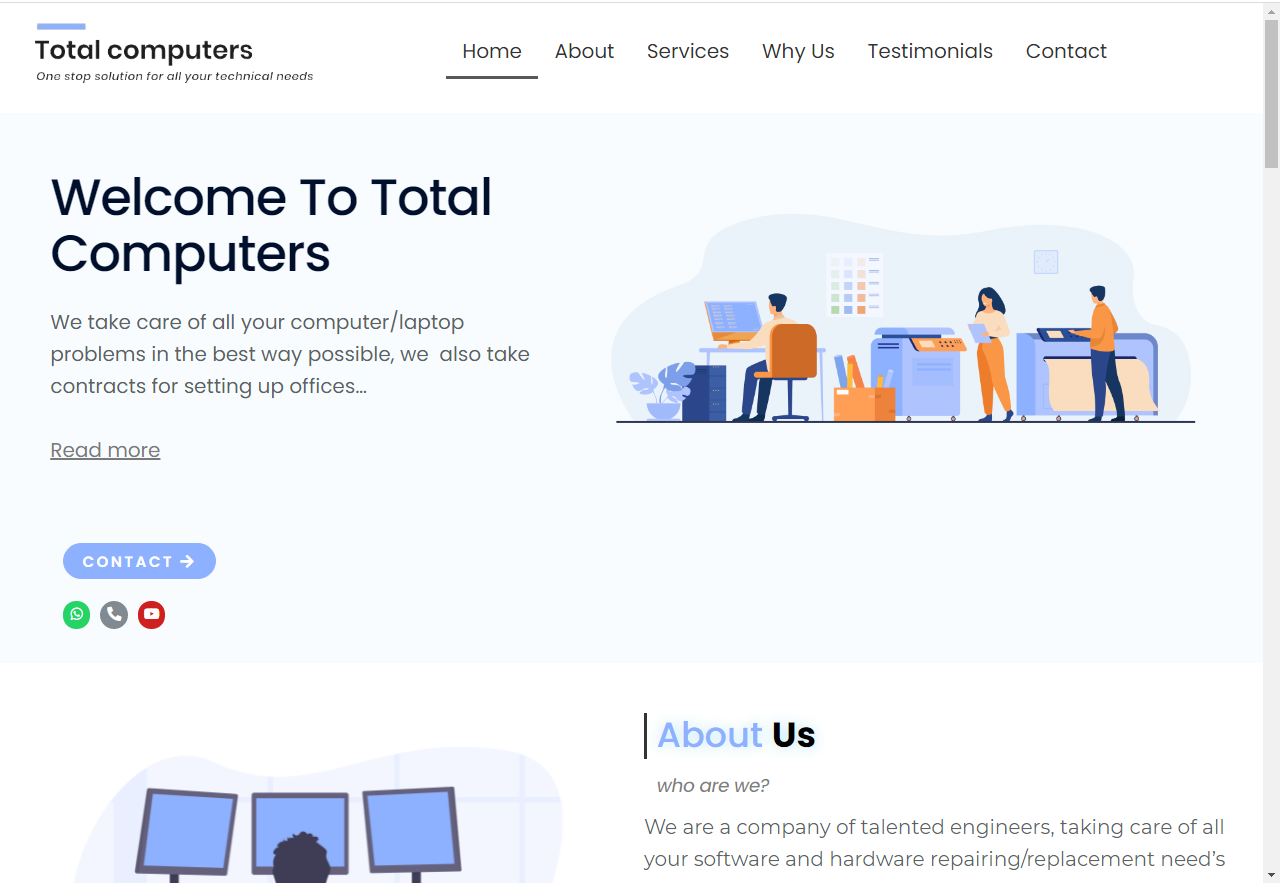 Total computers
One stop solution for all your technical needs
Home About Services Why Us Testimonials Contact
Welcome To Total
Computers
We take care of all your computer/laptop
problems in the best way possible, we  also take
contracts for setting up offices...
Read more
CONTACT
About Us
who are we?
We are a company of talented engineers, taking care of all
your software and hardware repairing/replacement need’s